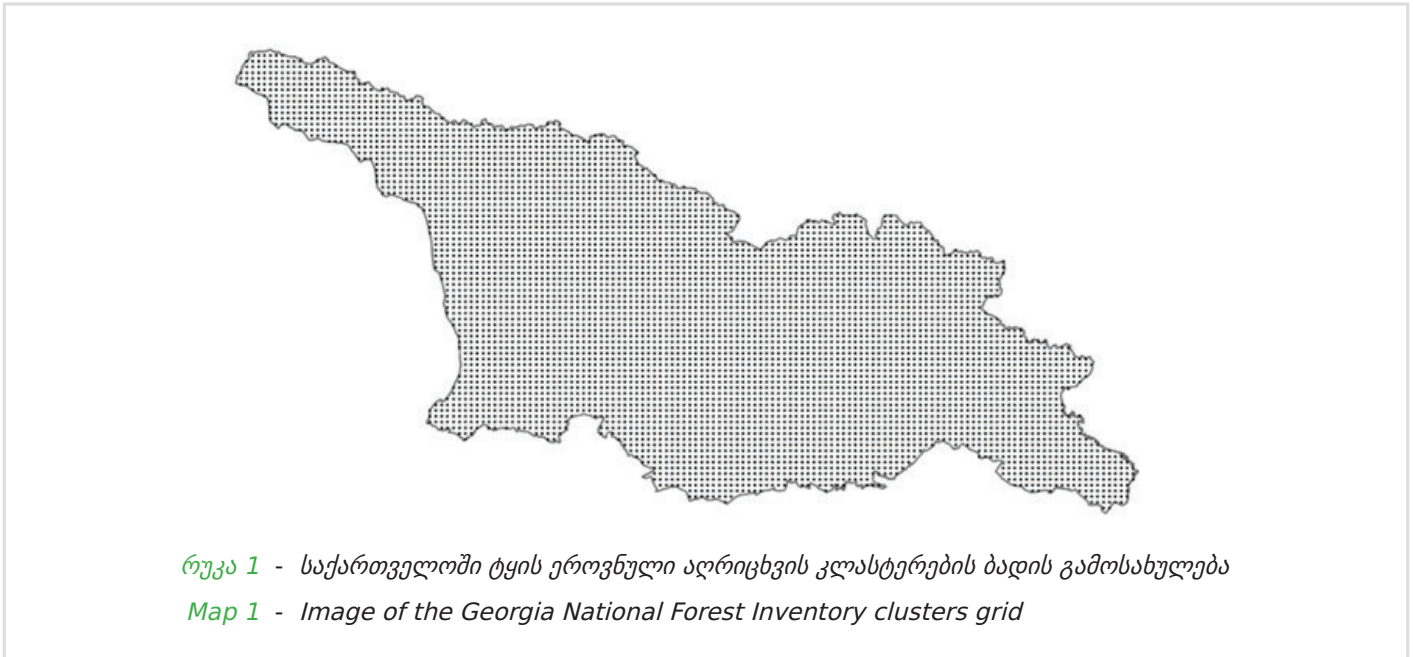 რუკა 1 - საქართველოში ტყის ეროვნული აღრიცხვის კლასტერების ბადის გამოსახულება
Map 1 - Image of the Georgia National Forest Inventory clusters grid